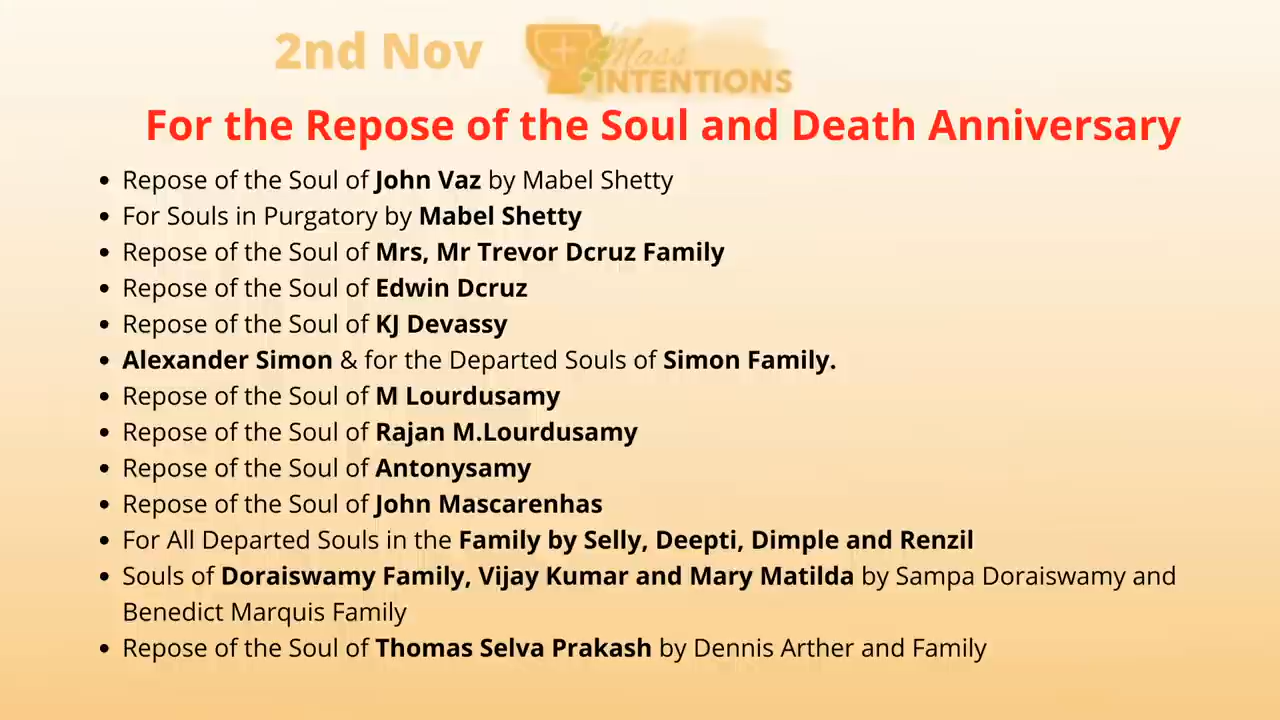 2nd Nov
Mass
INTENTIONS
For the Repose of the Soul and Death Anniversary
• Repose of the Soul of John Vaz by Mabel Shetty
• For Souls in Purgatory by Mabel Shetty
• Repose of the Soul of Mrs, Mr Trevor Dcruz Family
• Repose of the Soul of Edwin Dcruz
• Repose of the Soul of KJ Devassy
• Alexander Simon & for the Departed Souls of Simon Family.
• Repose of the Soul of M Lourdusamy
• Repose of the Soul of Rajan M.Lourdusamy
• Repose of the Soul of Antonysamy
• Repose of the Soul of John Mascarenhas
• For All Departed Souls in the Family by Selly, Deepti, Dimple and Renzil
• Souls of Doraiswamy Family, Vijay Kumar and Mary Matilda by Sampa Doraiswamy and
Benedict Marquis Family
• Repose of the Soul of Thomas Selva Prakash by Dennis Arther and Family